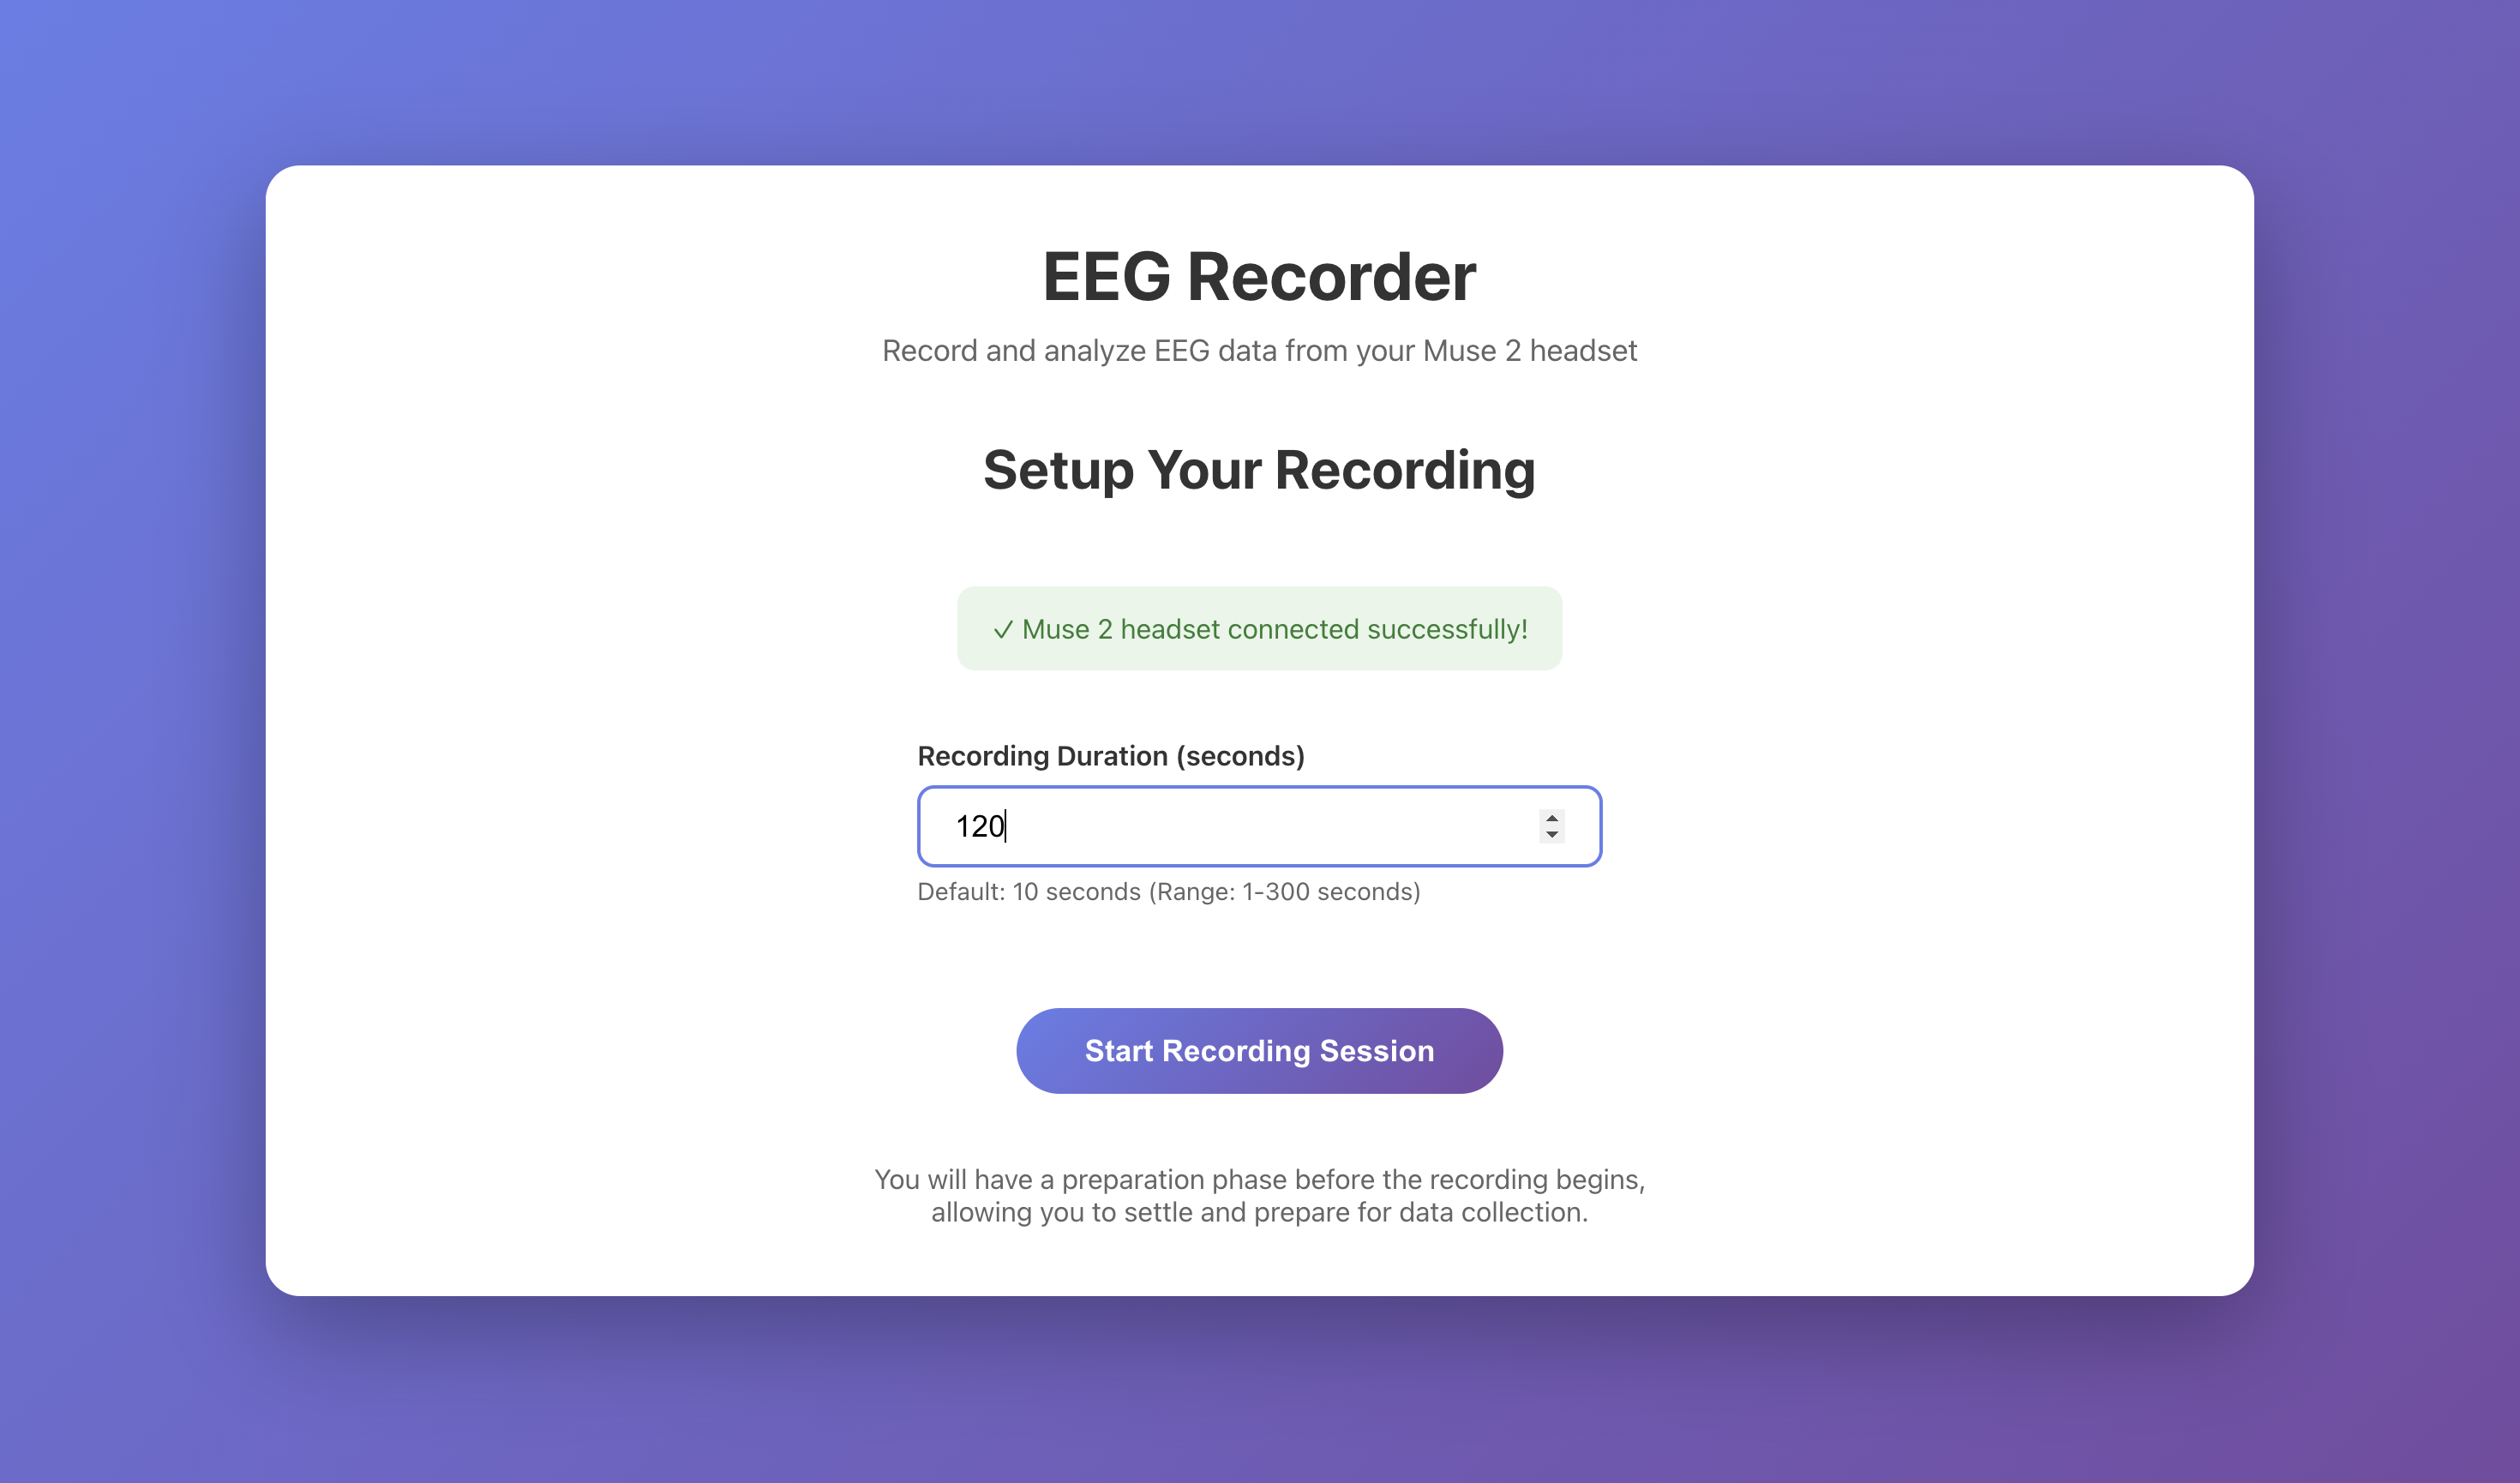 EEG Recorder
Record and analyze EEG data from your Muse 2 headset
Setup Your Recording
✓ Muse 2 headset connected successfully!
Recording Duration (seconds)
120
Default: 10 seconds (Range: 1-300 seconds)
Start Recording Session
You will have a preparation phase before the recording begins,
allowing you to settle and prepare for data collection.